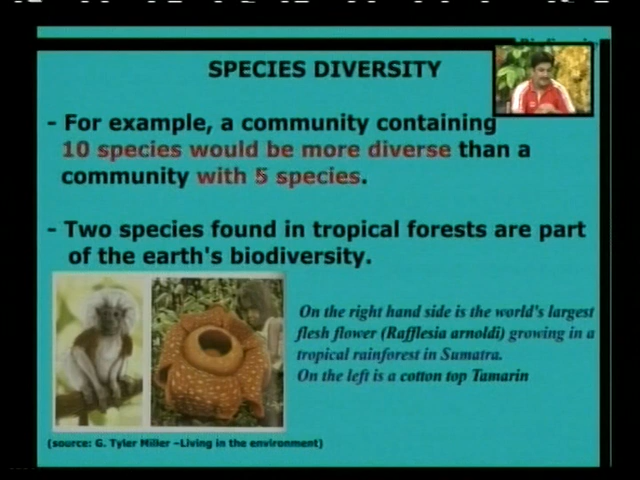 SPECIES DIVERSITY
- For example, a community containing
10 species would be more diverse than a
community with 5 species.
- Two species found in tropical forests are part
of the earth's biodiversity.
On the right hand side is the world's largest
flesh flower (Rafflesia arnoldi) growing in a
tropical rainforest in Sumatra.
On the left is a cotton top Tamarin
(source: G. Tyler Miller –Living in the environment)